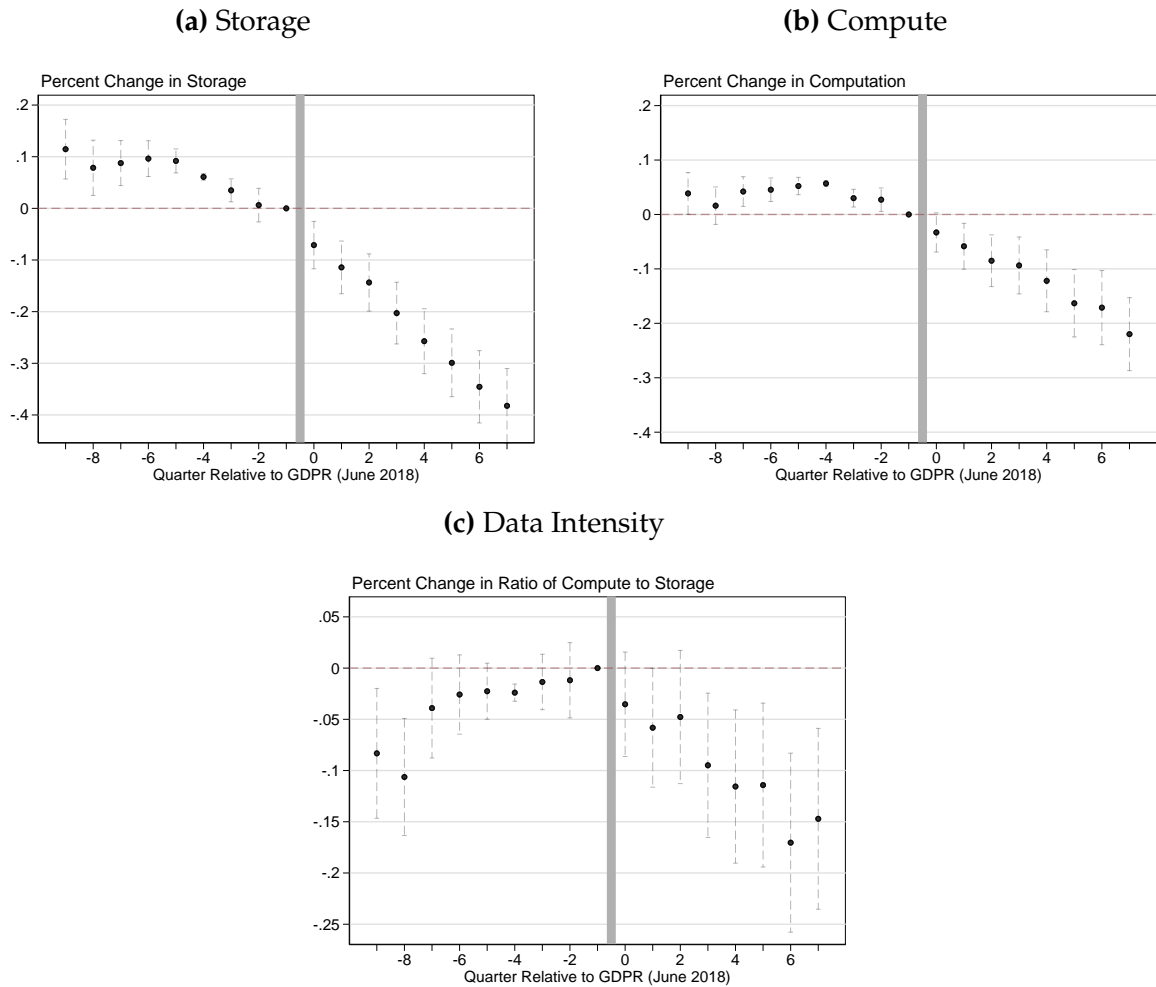 (a) Storage
(b) Compute
Percent Change in Storage
.2
.1
0
-.1
-.2
-.3
-.4
-8 -6 -4 -2 0 2 4 6
Quarter Relative to GDPR (June 2018)
Percent Change in Computation
.2
.1
0
-.1
-.2
-.3
-.4
-8 -6 -4 -2 0 2 4 6
Quarter Relative to GDPR (June 2018)
(c) Data Intensity
Percent Change in Ratio of Compute to Storage
.05
0
-.05
-.1
-.15
-.2
-.25
-8 -6 -4 -2 0 2 4 6
Quarter Relative to GDPR (June 2018)